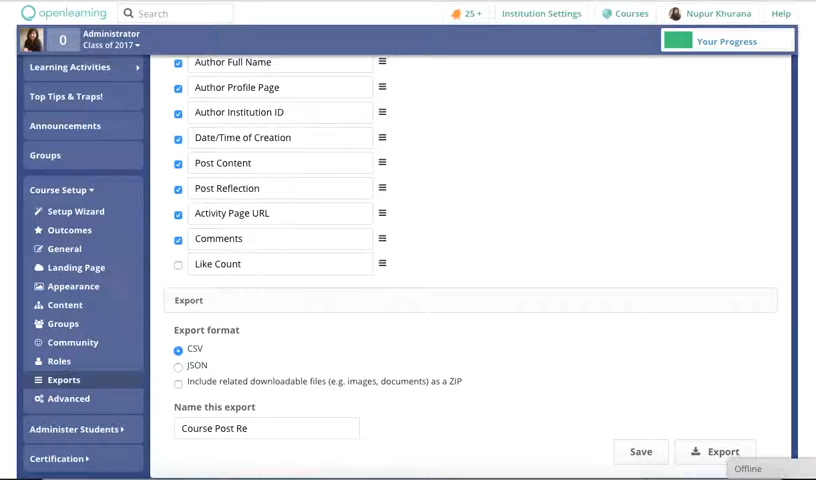 openlearning
Search
25 +
Institution Settings
Courses
Nupur Khurana
Help
0
Administrator
Class of 2017
Your Progress
Learning Activities
Top Tips & Traps!
Announcements
Groups
Course Setup
Setup Wizard
Outcomes
General
Landing Page
Appearance
Content
Groups
Community
Roles
Exports
Advanced
Administer Students
Certification
Author Full Name
Author Profile Page
Author Institution ID
Date/Time of Creation
Post Content
Post Reflection
Activity Page URL
Comments
Like Count
Export
Export format
CSV
JSON
Include related downloadable files (e.g. images, documents) as a ZIP
Name this export
Course Post Re
Save
Export
Offline